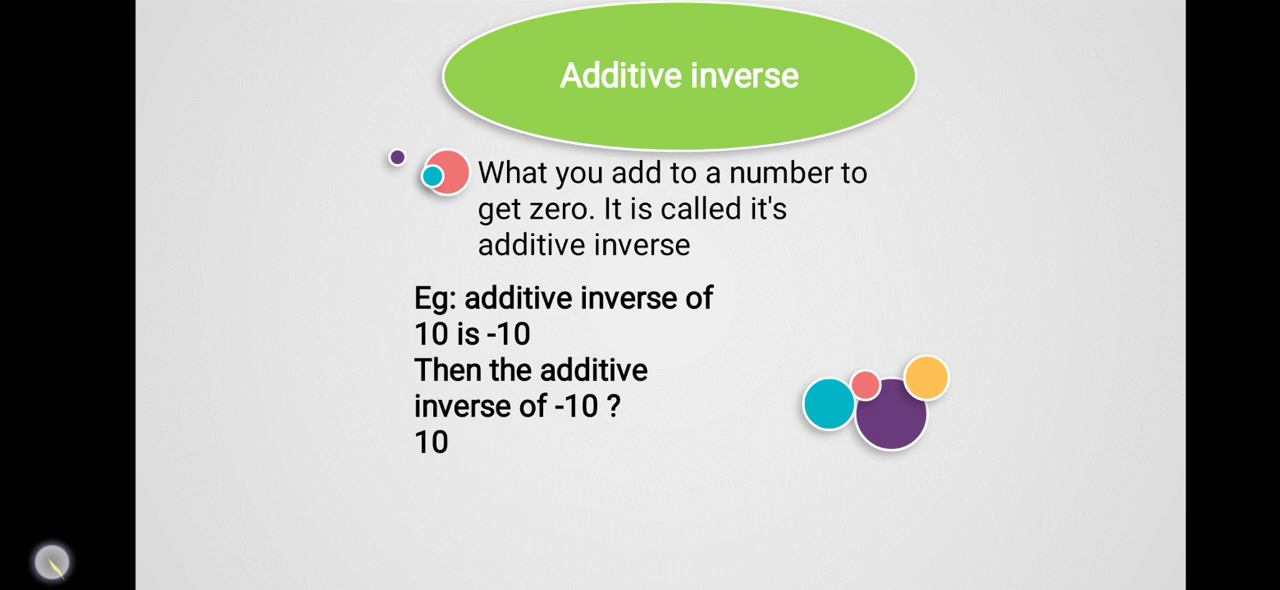 Additive inverse
What you add to a number to
get zero. It is called it's
additive inverse
Eg: additive inverse of
10 is -10
Then the additive
inverse of -10 ?
10